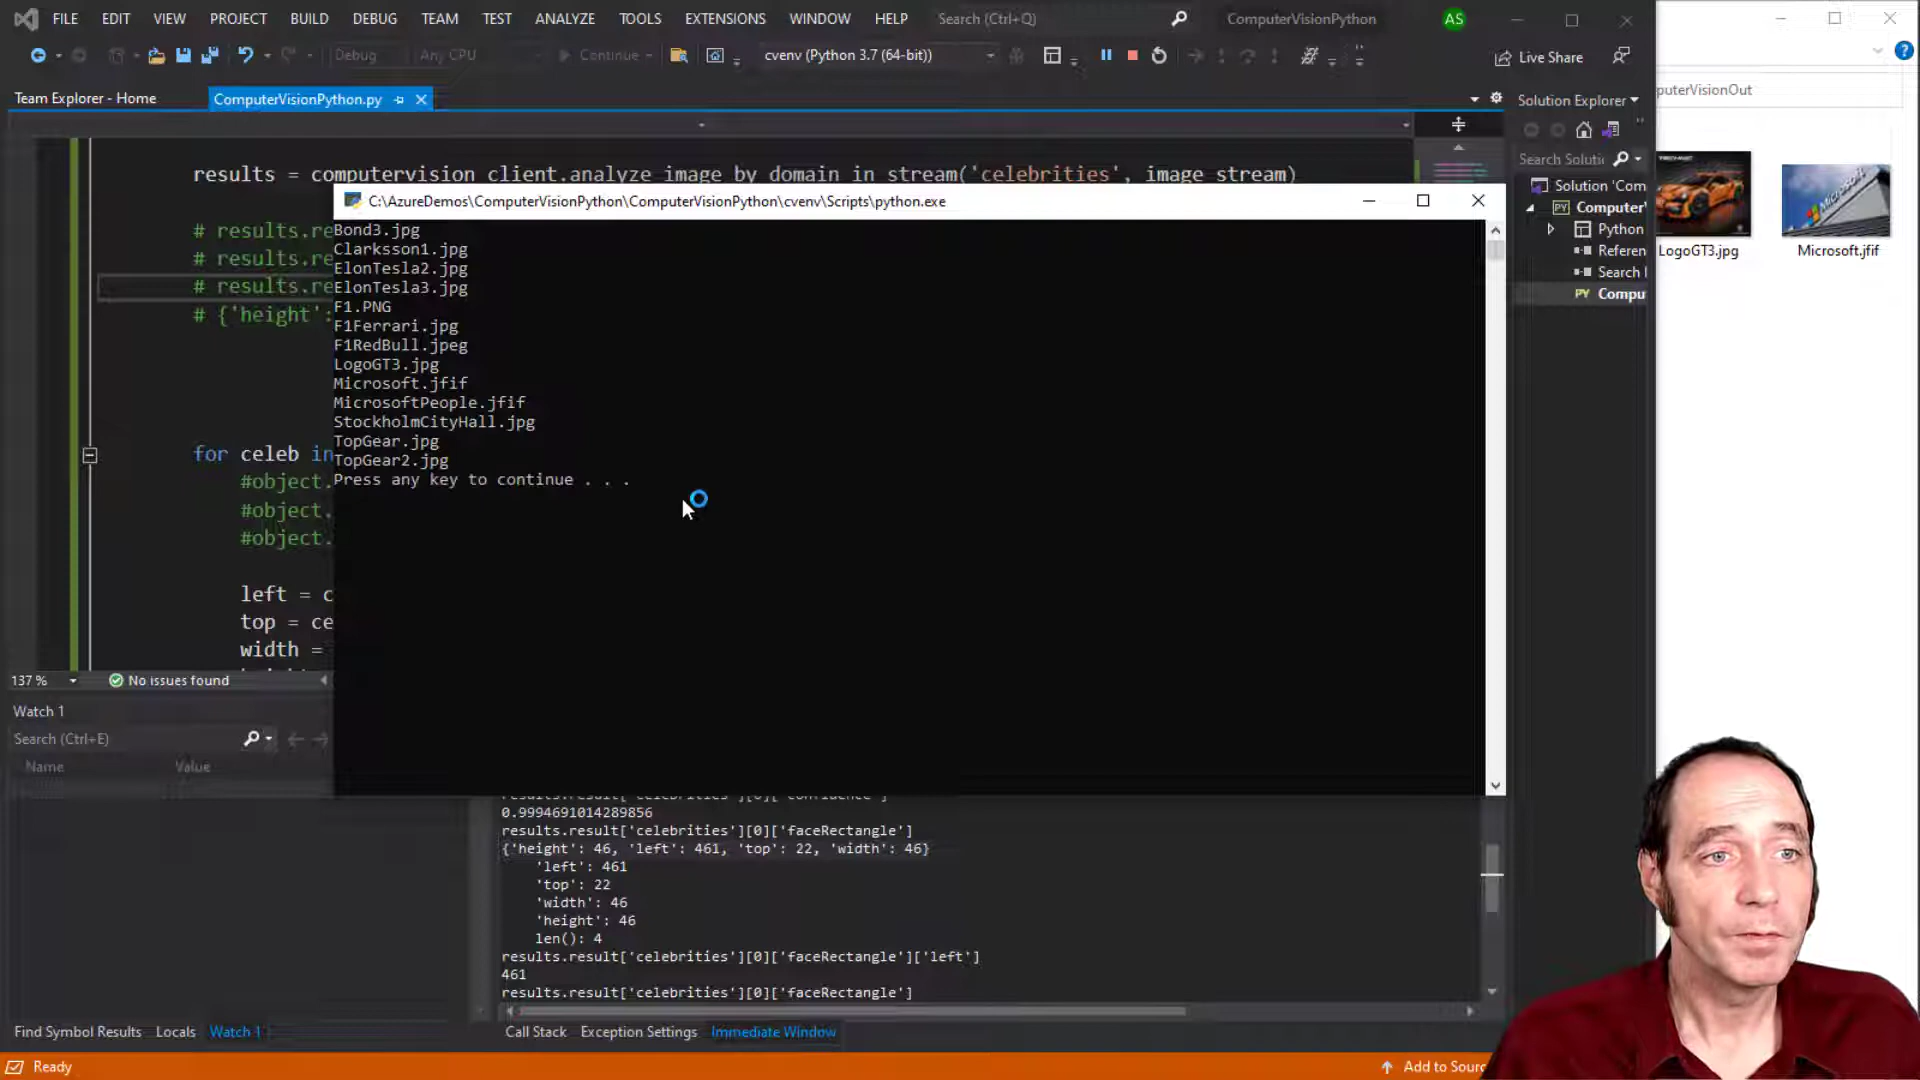 FILE EDIT VIEW PROJECT BUILD DEBUG TEAM TEST ANALYZE TOOLS EXTENSIONS WINDOW HELP Search (Ctrl+Q) ComputerVisionPython AS
Debug Any CPU Continue cvenv (Python 3.7 (64-bit)) Live Share
Team Explorer - Home ComputerVisionPython.py
Solution Explorer
puterVisionOut
Search Soluti
results = computervision_client.analyze_image_by_domain_in_stream('celebrities', image_stream)
C:\AzureDemos\ComputerVisionPython\ComputerVisionPython\cvenv\Scripts\python.exe
# results.re
# results.re
# results.re
# {'height':
for celeb in
#object.
#object.
#object.
left = c
top = ce
width =
Bond3.jpg
Clarksson1.jpg
ElonTesla2.jpg
ElonTesla3.jpg
F1.PNG
F1Ferrari.jpg
F1RedBull.jpeg
LogoGT3.jpg
Microsoft.jfif
MicrosoftPeople.jfif
StockholmCityHall.jpg
TopGear.jpg
TopGear2.jpg
Press any key to continue . . .
Solution 'Com
Computer
Python
Referen
Search
Compu
TECHNIC
Microsoft
LogoGT3.jpg
Microsoft.jfif
137 % No issues found
Watch 1
Search (Ctrl+E)
Name Value
results.result['celebrities'][0]['confidence']
0.9994691014289856
results.result['celebrities'][0]['faceRectangle']
{'height': 46, 'left': 461, 'top': 22, 'width': 46}
'left': 461
'top': 22
'width': 46
'height': 46
len(): 4
results.result['celebrities'][0]['faceRectangle']['left']
461
results.result['celebrities'][0]['faceRectangle']
Find Symbol Results Locals Watch 1
Call Stack Exception Settings Immediate Window
Ready
Add to Sourc